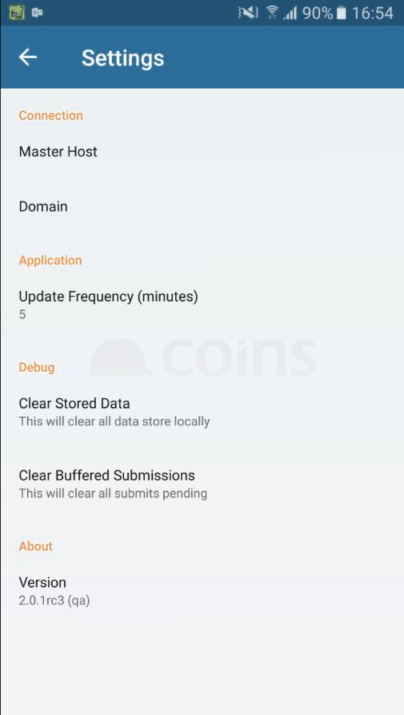 90% 16:54
Settings
Connection
Master Host
Domain
Application
Update Frequency (minutes)
5
coins
Debug
Clear Stored Data
This will clear all data store locally
Clear Buffered Submissions
This will clear all submits pending
About
Version
2.0.1rc3 (qa)